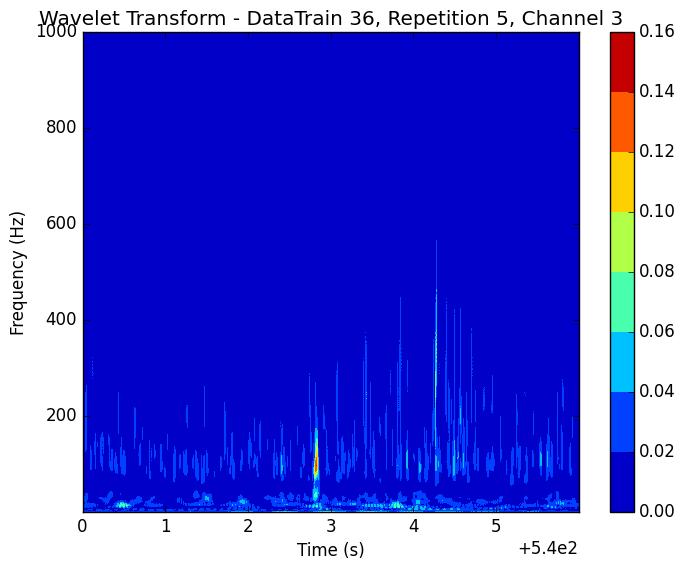 Wavelet Transform - DataTrain 36, Repetition 5, Channel 3
1000
800
600
400
200
Frequency (Hz)
0 1 2 3 4 5
Time (s)
+5.4e2
0.16
0.14
0.12
0.10
0.08
0.06
0.04
0.02
0.00